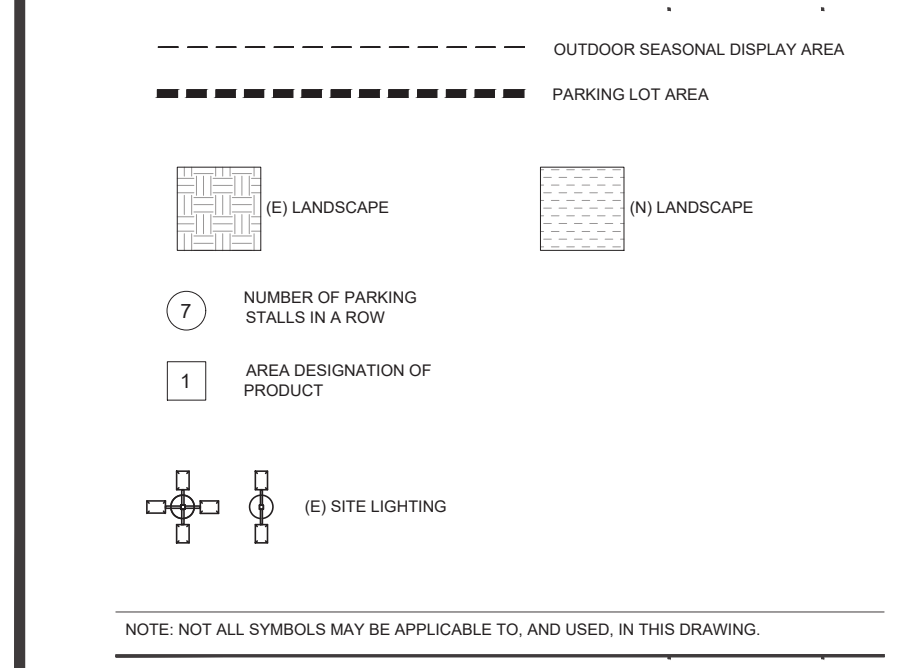 OUTDOOR SEASONAL DISPLAY AREA
PARKING LOT AREA
(E) LANDSCAPE
(N) LANDSCAPE
7
NUMBER OF PARKING
STALLS IN A ROW
1
AREA DESIGNATION OF
PRODUCT
(E) SITE LIGHTING
NOTE: NOT ALL SYMBOLS MAY BE APPLICABLE TO, AND USED, IN THIS DRAWING.